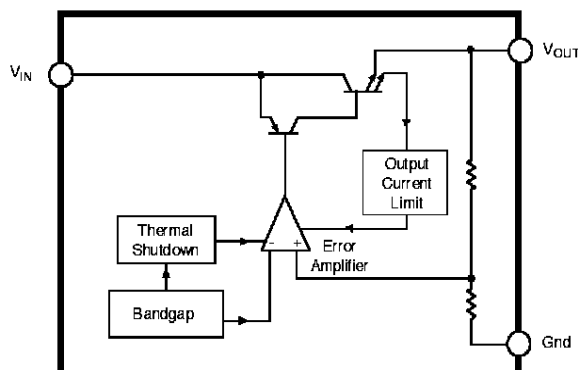 VIN
VOUT
Output
Current
Limit
Thermal
Shutdown
- +
Error
Amplifier
Bandgap
Gnd